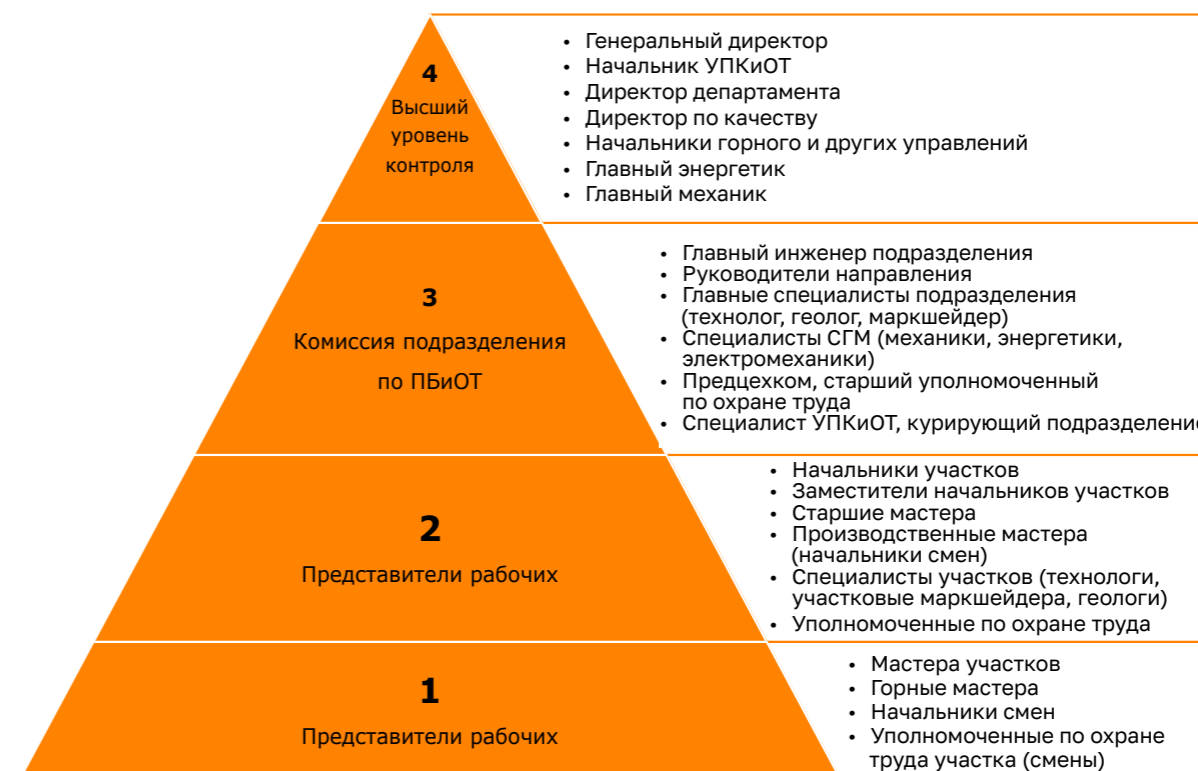 4
Высший
уровень
контроля
• Генеральный директор
• Начальник УПКиОТ
• Директор департамента
• Директор по качеству
• Начальники горного и других управлений
• Главный энергетик
• Главный механик
3
Комиссия подразделения
по ПБиОТ
• Главный инженер подразделения
• Руководители направления
• Главные специалисты подразделения
(технолог, геолог, маркшейдер)
• Специалисты СГМ (механики, энергетики,
электромеханики)
• Предцехком, старший уполномоченный
по охране труда
• Специалист УПКиОТ, курирующий подразделение
2
Представители рабочих
• Начальники участков
• Заместители начальников участков
• Старшие мастера
• Производственные мастера
(начальники смен)
• Специалисты участков (технологи,
участковые маркшейдера, геологи)
• Уполномоченные по охране труда
1
Представители рабочих
• Мастера участков
• Горные мастера
• Начальники смен
• Уполномоченные по охране
труда участка (смены)